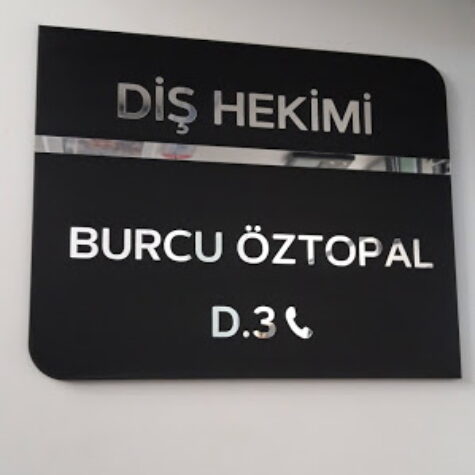 DİŞ HEKİMİ
BURCU ÖZTOPAL
D.3